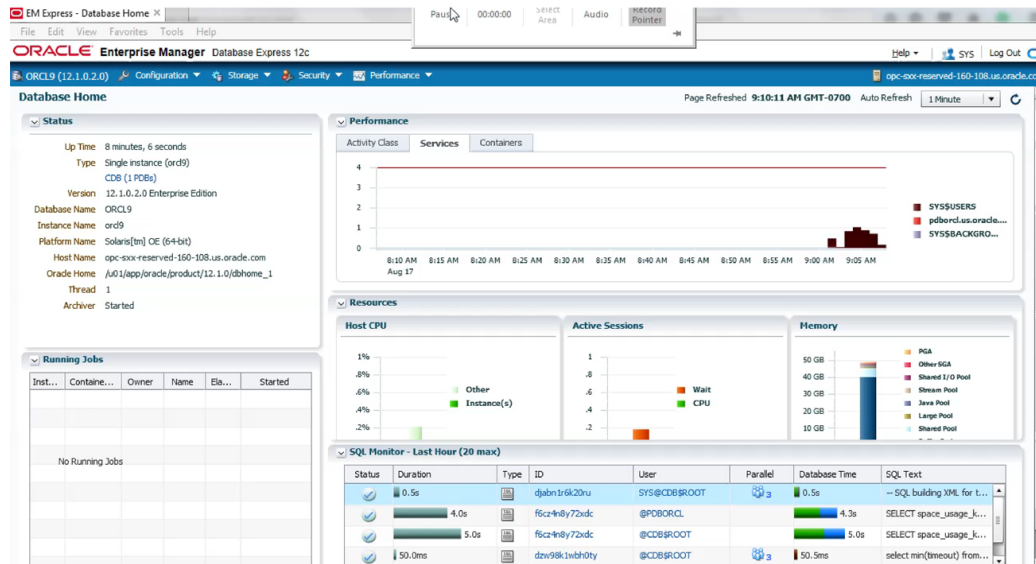 EM Express - Database Home
Pause 00:00:00 Select Area Audio Record Pointer
File Edit View Favorites Tools Help
ORACLE Enterprise Manager Database Express 12c
Help SYS Log Out
ORCL9 (12.1.0.2.0) Configuration Storage Security Performance
Database Home
Page Refreshed 9:10:11 AM GMT-0700 Auto Refresh 1 Minute
Status
Up Time 8 minutes, 6 seconds
Type Single instance (orcl9)
CDB (1 PDBs)
Version 12.1.0.2.0 Enterprise Edition
Database Name ORCL9
Instance Name orcl9
Platform Name Solaris[tm] OE (64-bit)
Host Name opc-sxx-reserved-160-108.us.oracle.com
Oracle Home /u01/app/oracle/product/12.1.0/dbhome_1
Thread 1
Archiver Started
Performance
Activity Class Services Containers
4
3
2
1
0
8:10 AM 8:15 AM 8:20 AM 8:25 AM 8:30 AM 8:35 AM 8:40 AM 8:45 AM 8:50 AM 8:55 AM 9:00 AM 9:05 AM
Aug 17
SYS$USERS
pdborcl.us.oracle....
SYS$BACKGRO...
Resources
Host CPU
1%
.8%
.6%
.4%
.2%
Other
Instance(s)
Active Sessions
1
.8
.6
.4
.2
Wait
CPU
Memory
50 GB
40 GB
30 GB
20 GB
10 GB
PGA
Other SGA
Shared I/O Pool
Stream Pool
Java Pool
Large Pool
Shared Pool
Running Jobs
Inst... Containe... Owner Name Ela... Started
No Running Jobs
SQL Monitor - Last Hour (20 max)
Status Duration Type ID User Parallel Database Time SQL Text
0.5s djabn1r6k20ru SYS@CDB$ROOT 3 0.5s -- SQL building XML for t...
4.0s f6cz4n8y72xdc @PDBORCL 4.3s SELECT space_usage_k...
5.0s f6cz4n8y72xdc @CDB$ROOT 5.0s SELECT space_usage_k...
50.0ms dzw98k1wbh0ty @CDB$ROOT 3 50.5ms select min(timeout) from...